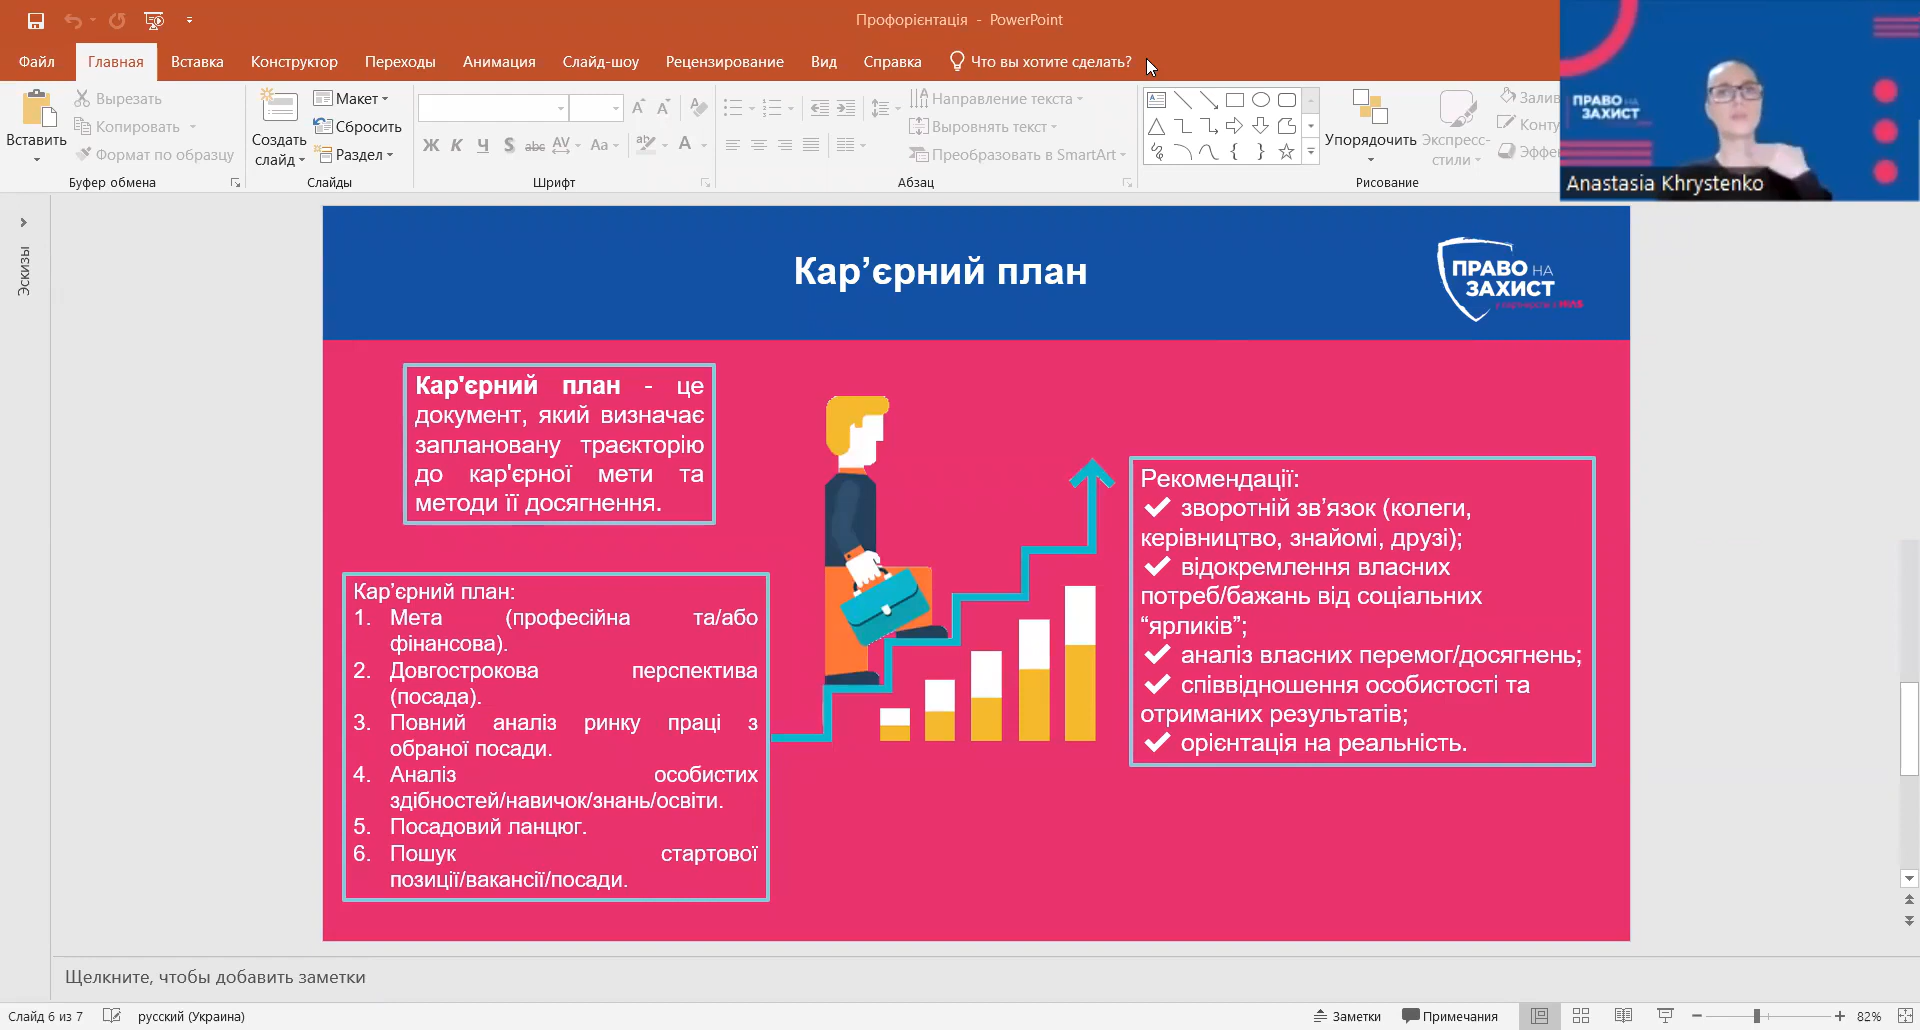 Профорієнтація - PowerPoint
Файл Главная Вставка Конструктор Переходы Анимация Слайд-шоу Рецензирование Вид Справка Что вы хотите сделать?
Вставить
Вырезать
Копировать
Формат по образцу
Буфер обмена
Создать слайд
Макет
Сбросить
Раздел
Слайды
Ж К Ч S abc AV Aa А
Шрифт
Направление текста
Выровнять текст
Преобразовать в SmartArt
Абзац
Упорядочить
Экспресс-стили
Рисование
ПРАВО НА
ЗАХИСТ
Anastasia Khrystenko
Эскизы
Кар’єрний план
ПРАВО НА
ЗАХИСТ
Кар'єрний план - це
документ, який визначає
заплановану траєкторію
до кар'єрної мети та
методи її досягнення.
Кар’єрний план:
1. Мета (професійна та/або
фінансова).
2. Довгострокова перспектива
(посада).
3. Повний аналіз ринку праці з
обраної посади.
4. Аналіз особистих
здібностей/навичок/знань/освіти.
5. Посадовий ланцюг.
6. Пошук стартової
позиції/вакансії/посади.
Рекомендації:
✔ зворотній зв’язок (колеги,
керівництво, знайомі, друзі);
✔ відокремлення власних
потреб/бажань від соціальних
“ярликів”;
✔ аналіз власних перемог/досягнень;
✔ співвідношення особистості та
отриманих результатів;
✔ орієнтація на реальність.
Щелкните, чтобы добавить заметки
Слайд 6 из 7 русский (Украина) Заметки Примечания 82%